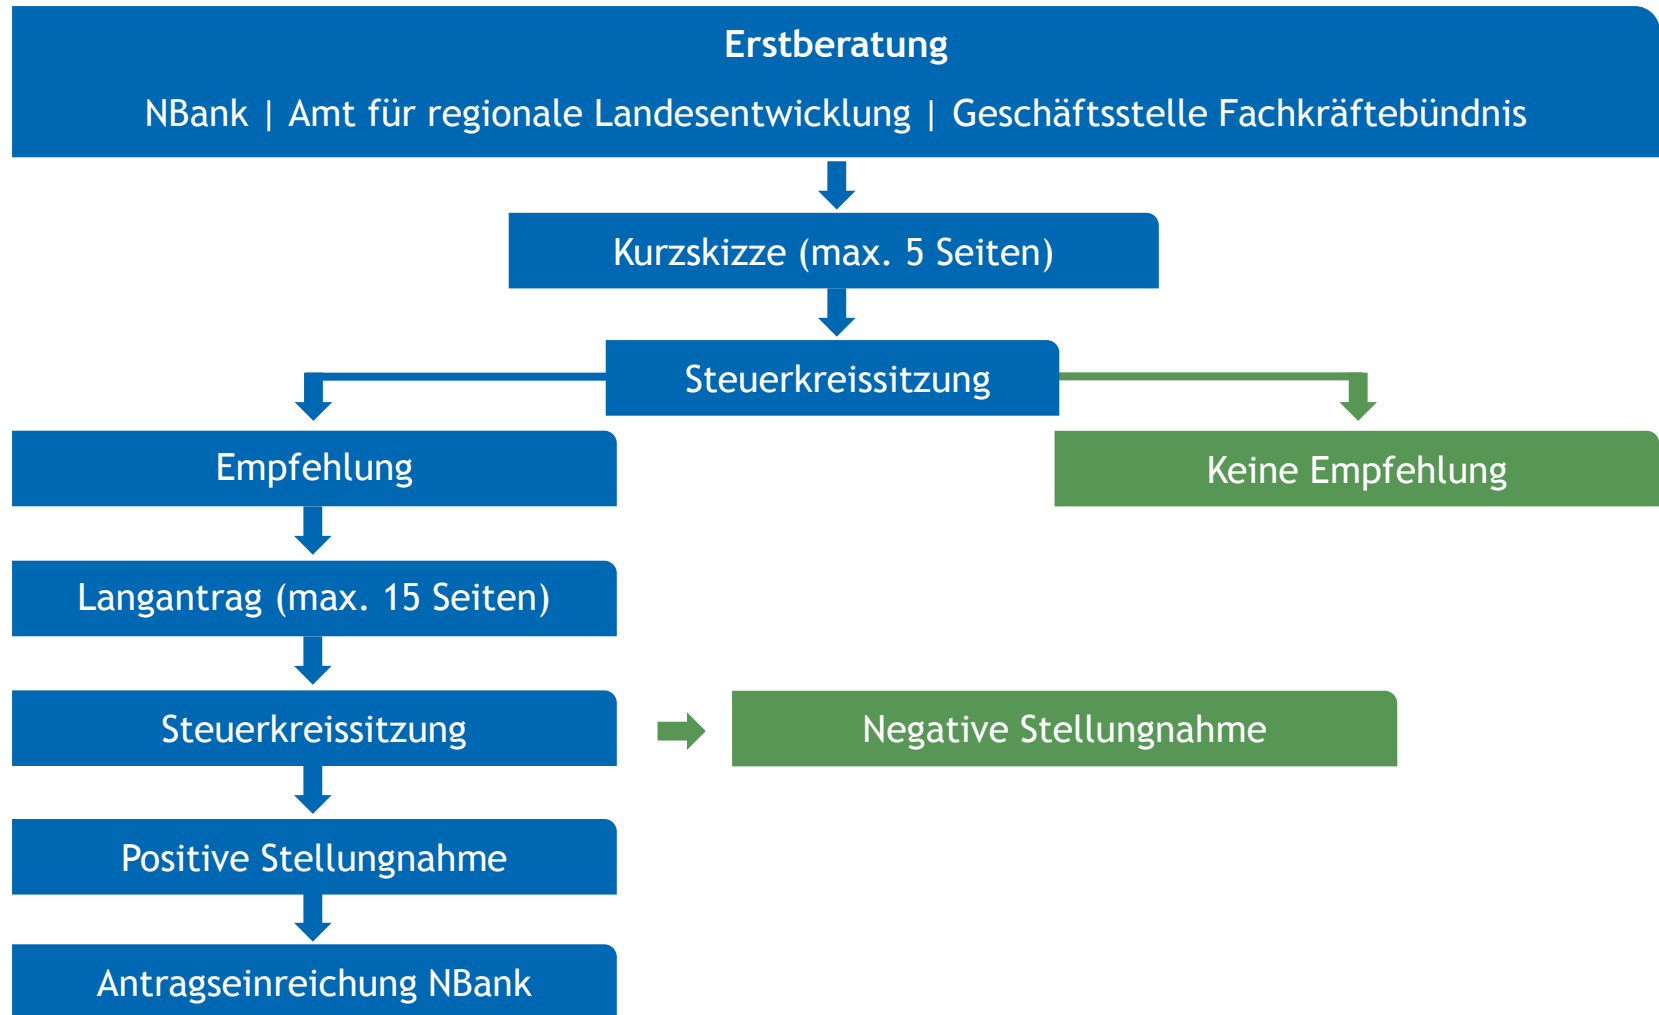 Erstberatung
NBank | Amt für regionale Landesentwicklung | Geschäftsstelle Fachkräftebündnis
Kurzskizze (max. 5 Seiten)
Steuerkreissitzung
Empfehlung
Keine Empfehlung
Langantrag (max. 15 Seiten)
Steuerkreissitzung
Negative Stellungnahme
Positive Stellungnahme
Antragseinreichung NBank